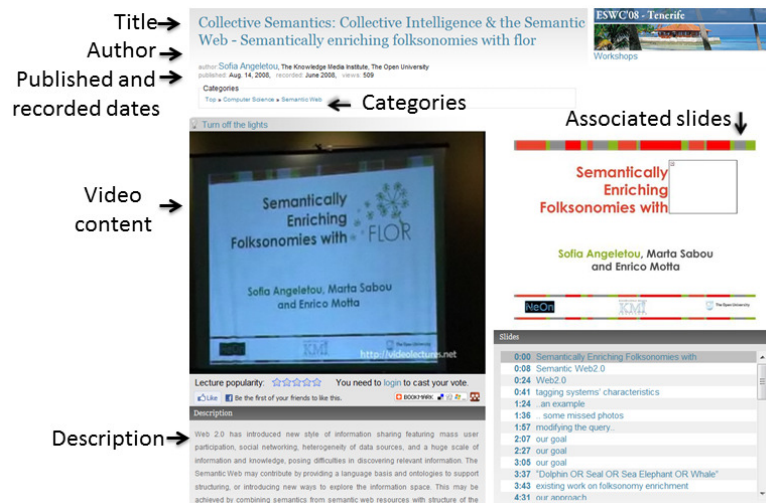 Title
Author
Published and
recorded dates
Collective Semantics: Collective Intelligence & the Semantic
Web - Semantically enriching folksonomies with flor
author: Sofia Angeletou, The Knowledge Media Institute, The Open University
published: Aug. 14, 2008, recorded: June 2008, views: 509
Categories
Top » Computer Science » Semantic Web
Categories
ESWC'08 - Tenerife
Workshops
Associated slides
Turn off the lights
Video
content
Semantically
Enriching
Folksonomies with FLOR
Sofia Angeletou, Marta Sabou
and Enrico Motta
NeOn
KMi
http://videolectures.net
Semantically
Enriching
Folksonomies with
Sofia Angeletou, Marta Sabou
and Enrico Motta
NeOn
KMi
The Open University
Lecture popularity:
You need to login to cast your vote.
Like
Be the first of your friends to like this.
BOOKMARK
Description
Description
Web 2.0 has introduced new style of information sharing featuring mass user
participation, social networking, heterogeneity of data sources, and a huge scale of
information and knowledge, posing difficulties in discovering relevant information. The
Semantic Web may contribute by providing a language basis and ontologies to support
structuring, or introducing new ways to explore the information space. This may be
achieved by combining semantics from semantic web resources with structure of the
Slides
0:00 Semantically Enriching Folksonomies with
0:08 Semantic Web2.0
0:24 Web2.0
0:41 tagging systems' characteristics
1:24 ..an example
1:36 .. some missed photos
1:57 modifying the query..
2:07 our goal
2:27 our goal
3:05 our goal
3:37 "Dolphin OR Seal OR Sea Elephant OR Whale"
3:43 existing work on folksonomy enrichment
4:31 our approach